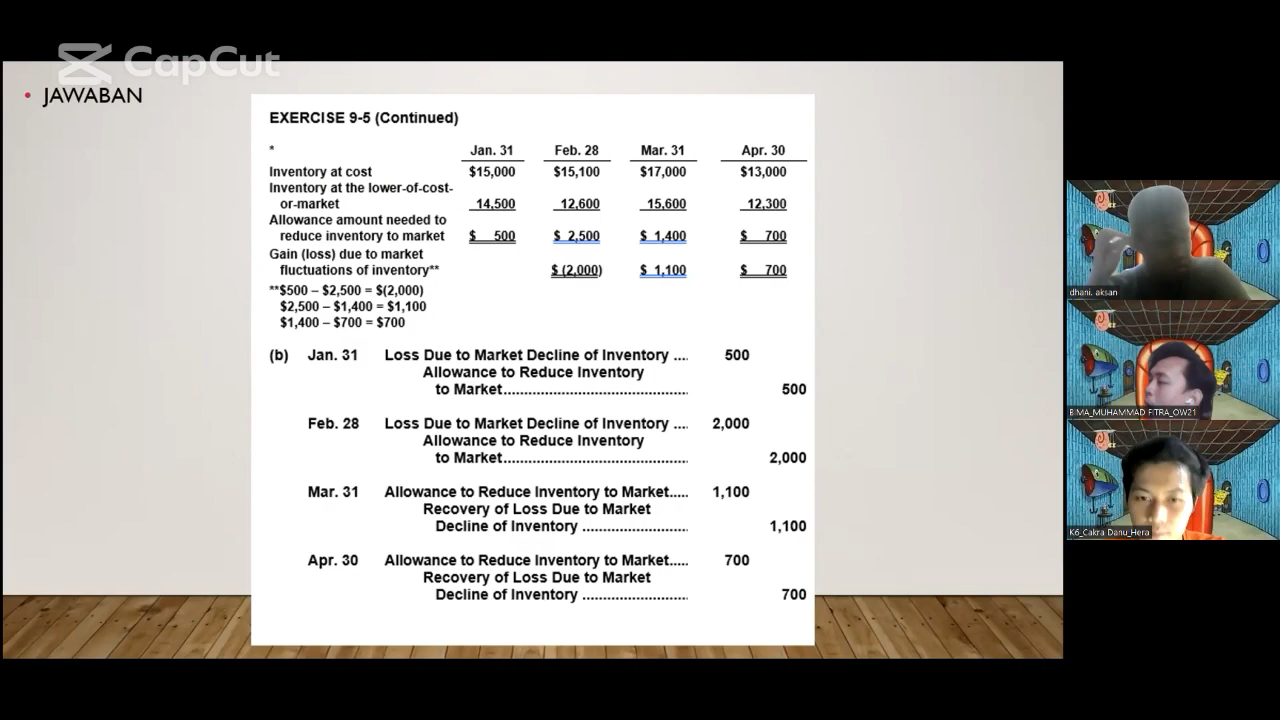 CapCut
• JAWABAN
EXERCISE 9-5 (Continued)
* Jan. 31 Feb. 28 Mar. 31 Apr. 30
Inventory at cost $15,000 $15,100 $17,000 $13,000
Inventory at the lower-of-cost-
or-market 14,500 12,600 15,600 12,300
Allowance amount needed to
reduce inventory to market $ 500 $ 2,500 $ 1,400 $ 700
Gain (loss) due to market
fluctuations of inventory** $ (2,000) $ 1,100 $ 700
**$500 – $2,500 = $(2,000)
$2,500 – $1,400 = $1,100
$1,400 – $700 = $700
(b) Jan. 31 Loss Due to Market Decline of Inventory .... 500
Allowance to Reduce Inventory
to Market................................................ 500
Feb. 28 Loss Due to Market Decline of Inventory .... 2,000
Allowance to Reduce Inventory
to Market................................................ 2,000
Mar. 31 Allowance to Reduce Inventory to Market..... 1,100
Recovery of Loss Due to Market
Decline of Inventory ........................... 1,100
Apr. 30 Allowance to Reduce Inventory to Market..... 700
Recovery of Loss Due to Market
Decline of Inventory ........................... 700
dhani. aksan
BIMA_MUHAMMAD FITRA_OW21
K6_Cakra Danu_Hera